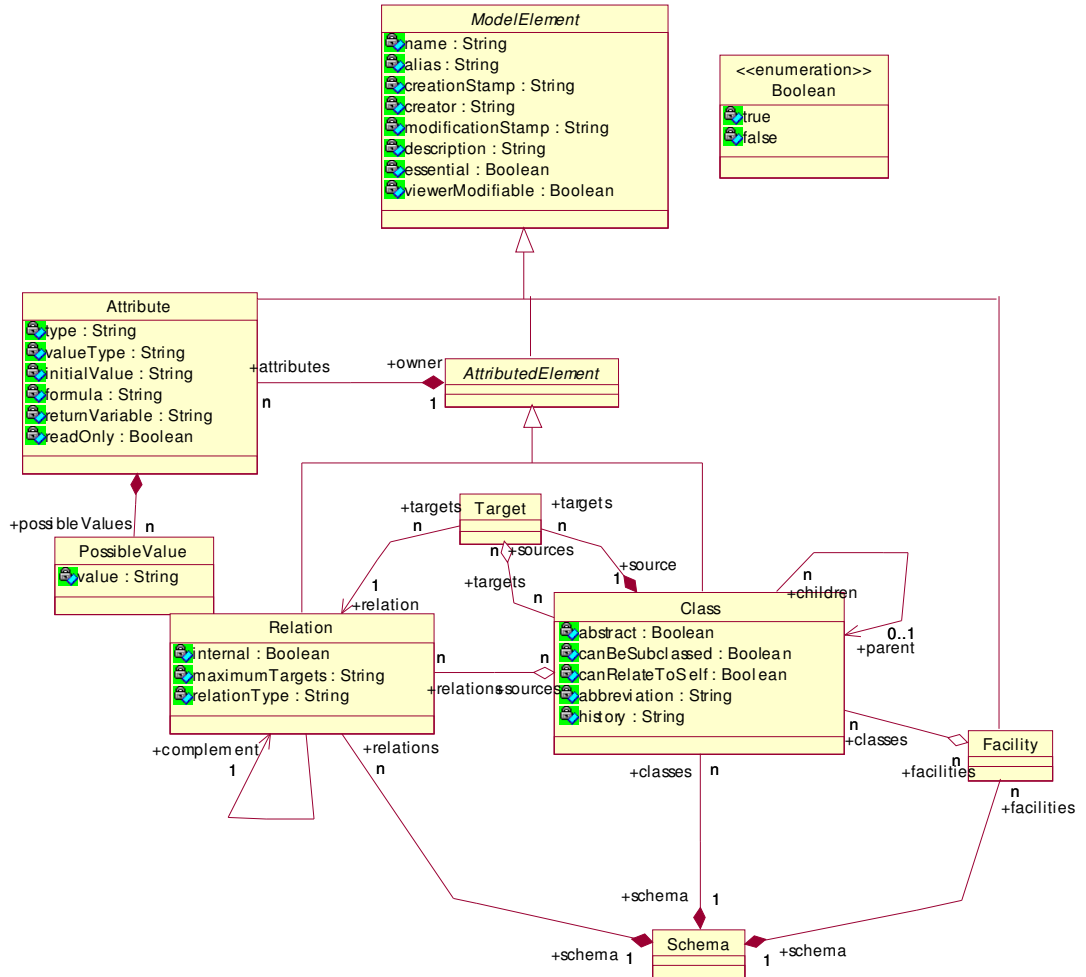 ModelElement
name : String
alias : String
creationStamp : String
creator : String
modificationStamp : String
description : String
essential : Boolean
viewerModifiable : Boolean
<<enumeration>>
Boolean
true
false
Attribute
type : String
valueType : String
initialValue : String
formula : String
returnVariable : String
readOnly : Boolean
+attributes
n
+owner
1
AttributedElement
+possibleValues
n
PossibleValue
value : String
Target
+targets
n
+targets
n
n
+sources
1
+source
+targets
n
1
+relation
n
+children
0..1
+parent
Relation
internal : Boolean
maximumTargets : String
relationType : String
n
+relations
n
+sources
Class
abstract : Boolean
canBeSubclassed : Boolean
canRelateToSelf : Boolean
abbreviation : String
history : String
n
+classes
Facility
n
+facilities
n
+facilities
+complement
1
+relations
n
+classes
n
+schema
1
Schema
+schema
1
1
+schema